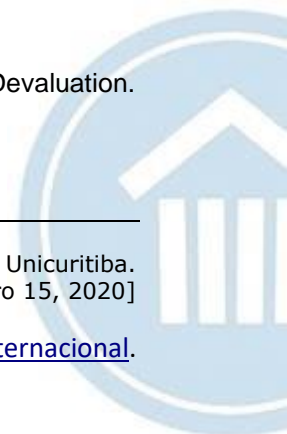 Devaluation.
Unicuritiba.
ro 15, 2020]
ternacional.